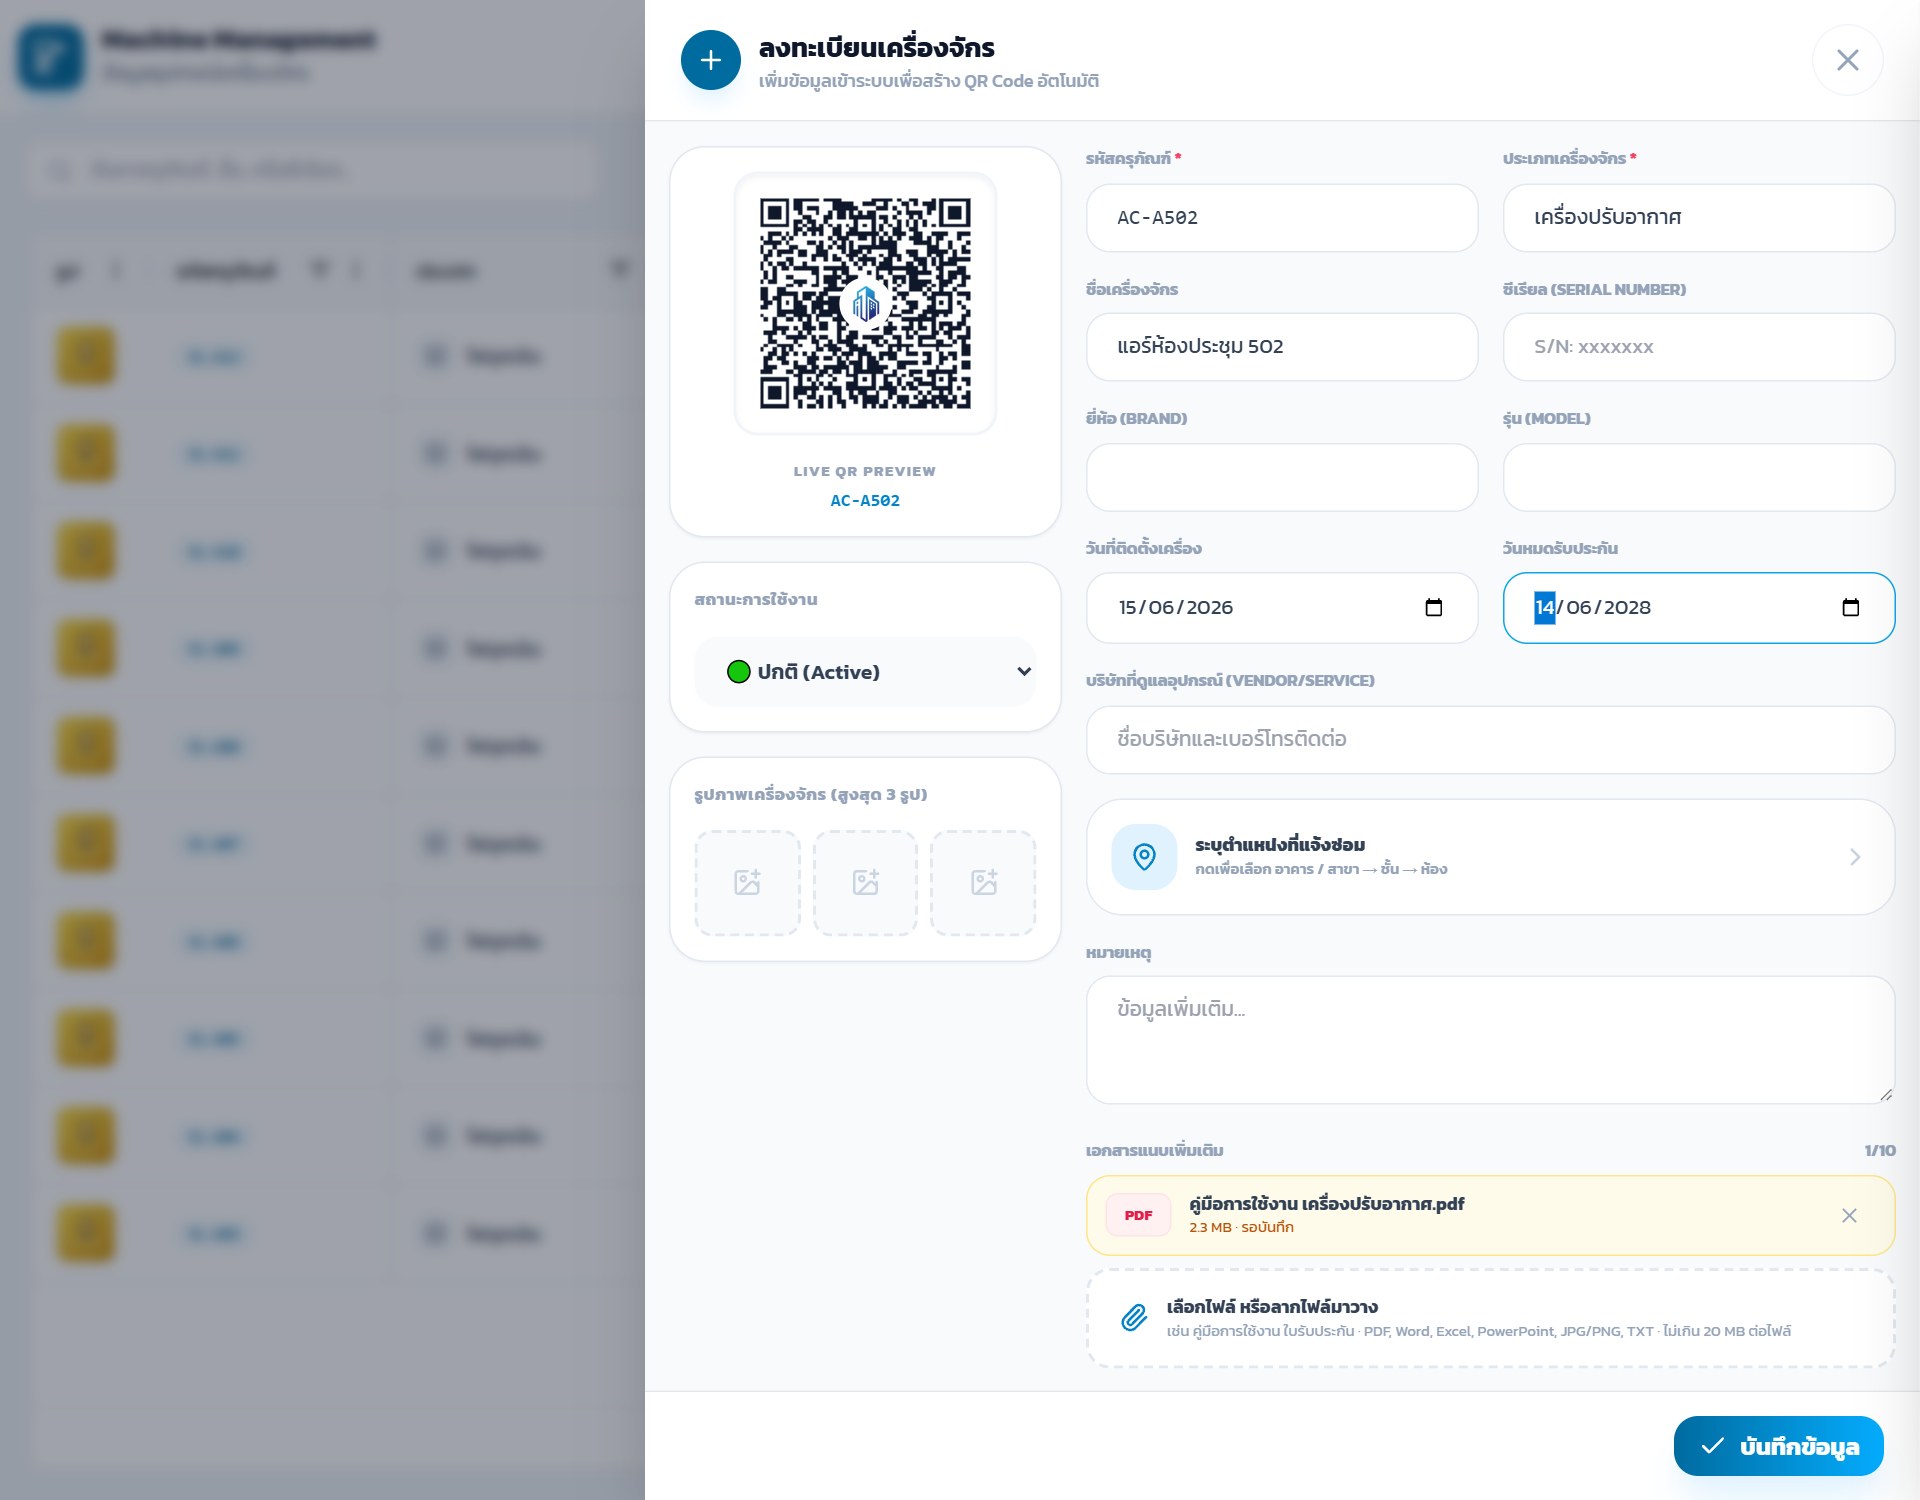 Machine Management
ลงทะเบียนเครื่องจักร
เพิ่มข้อมูลเข้าระบบเพื่อสร้าง QR Code อัตโนมัติ
LIVE QR PREVIEW
AC-A502
สถานะการใช้งาน
ปกติ (Active)
รูปภาพเครื่องจักร (สูงสุด 3 รูป)
รหัสครุภัณฑ์ *
AC-A502
ประเภทเครื่องจักร *
เครื่องปรับอากาศ
ชื่อเครื่องจักร
แอร์ห้องประชุม 502
ซีเรียล (SERIAL NUMBER)
S/N: xxxxxxx
ยี่ห้อ (BRAND)
รุ่น (MODEL)
วันที่ติดตั้งเครื่อง
15/06/2026
วันหมดรับประกัน
14/06/2028
บริษัทที่ดูแลอุปกรณ์ (VENDOR/SERVICE)
ชื่อบริษัทและเบอร์โทรติดต่อ
ระบุตำแหน่งที่แจ้งซ่อม
กดเพื่อเลือก อาคาร / สาขา → ชั้น → ห้อง
หมายเหตุ
ข้อมูลเพิ่มเติม...
เอกสารแนบเพิ่มเติม
1/10
PDF
คู่มือการใช้งาน เครื่องปรับอากาศ.pdf
2.3 MB · รอบันทึก
เลือกไฟล์ หรือลากไฟล์มาวาง
เช่น คู่มือการใช้งาน ใบรับประกัน · PDF, Word, Excel, PowerPoint, JPG/PNG, TXT · ไม่เกิน 20 MB ต่อไฟล์
บันทึกข้อมูล